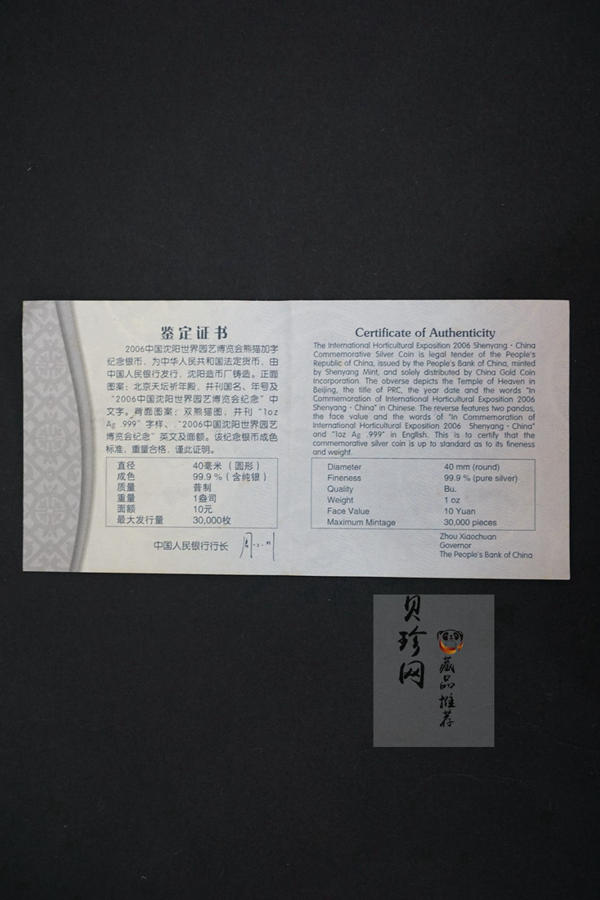 鉴定证书
2006中国沈阳世界园艺博览会熊猫加字
纪念银币，为中华人民共和国法定货币，由
中国人民银行发行，沈阳造币厂铸造。正面
图案：北京天坛祈年殿，并刊国名、年号及
“2006中国沈阳世界园艺博览会纪念”中
文字。背面图案：双熊猫图，并刊“1oz
Ag .999”字样、“2006中国沈阳世界园艺
博览会纪念”英文及面额。该纪念银币成色
标准，重量合格，谨此证明。
直径 40毫米（圆形）
成色 99.9%（含纯银）
质量 普制
重量 1盎司
面额 10元
最大发行量 30,000枚
中国人民银行行长
Certificate of Authenticity
The International Horticultural Exposition 2006 Shenyang·China
Commemorative Silver Coin is legal tender of the People's
Republic of China, issued by the People's Bank of China, minted
by Shenyang Mint, and solely distributed by China Gold Coin
Incorporation. The obverse depicts the Temple of Heaven in
Beijing, the title of PRC, the year date and the words "In
Commemoration of International Horticultural Exposition 2006
Shenyang·China" in Chinese. The reverse features two pandas,
the face value and the words "In Commemoration of
International Horticultural Exposition 2006 Shenyang·China"
and "1oz Ag .999" in English. This is to certify that the
commemorative silver coin is up to standard as to its fineness
and weight.
Diameter 40 mm (round)
Fineness 99.9 % (pure silver)
Quality Bu.
Weight 1 oz
Face Value 10 Yuan
Maximum Mintage 30,000 pieces
Zhou Xiaochuan
Governor
The People's Bank of China
贝珍网
藏品推荐